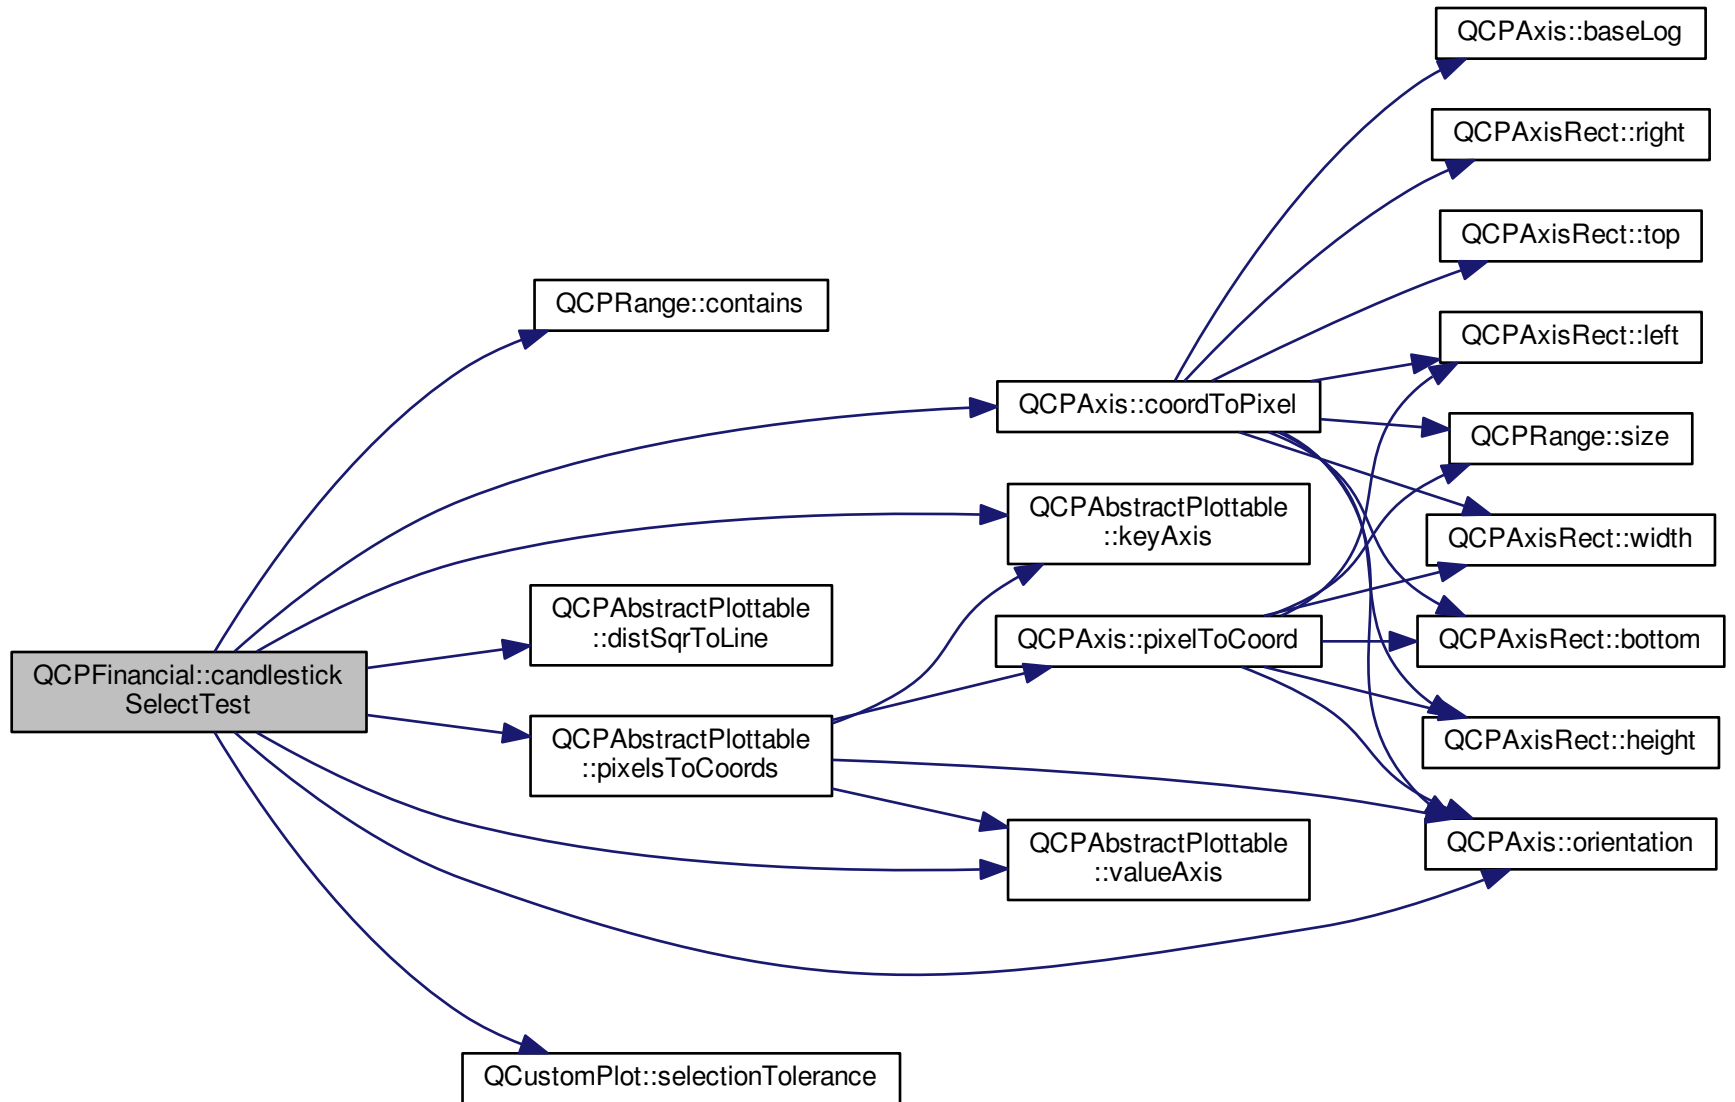 QCPAxis::baseLog
QCPAxisRect::right
QCPAxisRect::top
QCPRange::contains
QCPAxisRect::left
QCPAxis::coordToPixel
QCPRange::size
QCPAbstractPlottable
::keyAxis
QCPAxisRect::width
QCPAbstractPlottable
::distSqrToLine
QCPAxis::pixelToCoord
QCPAxisRect::bottom
QCPFinancial::candlestick
SelectTest
QCPAbstractPlottable
::pixelsToCoords
QCPAxisRect::height
QCPAbstractPlottable
::valueAxis
QCPAxis::orientation
QCustomPlot::selectionTolerance